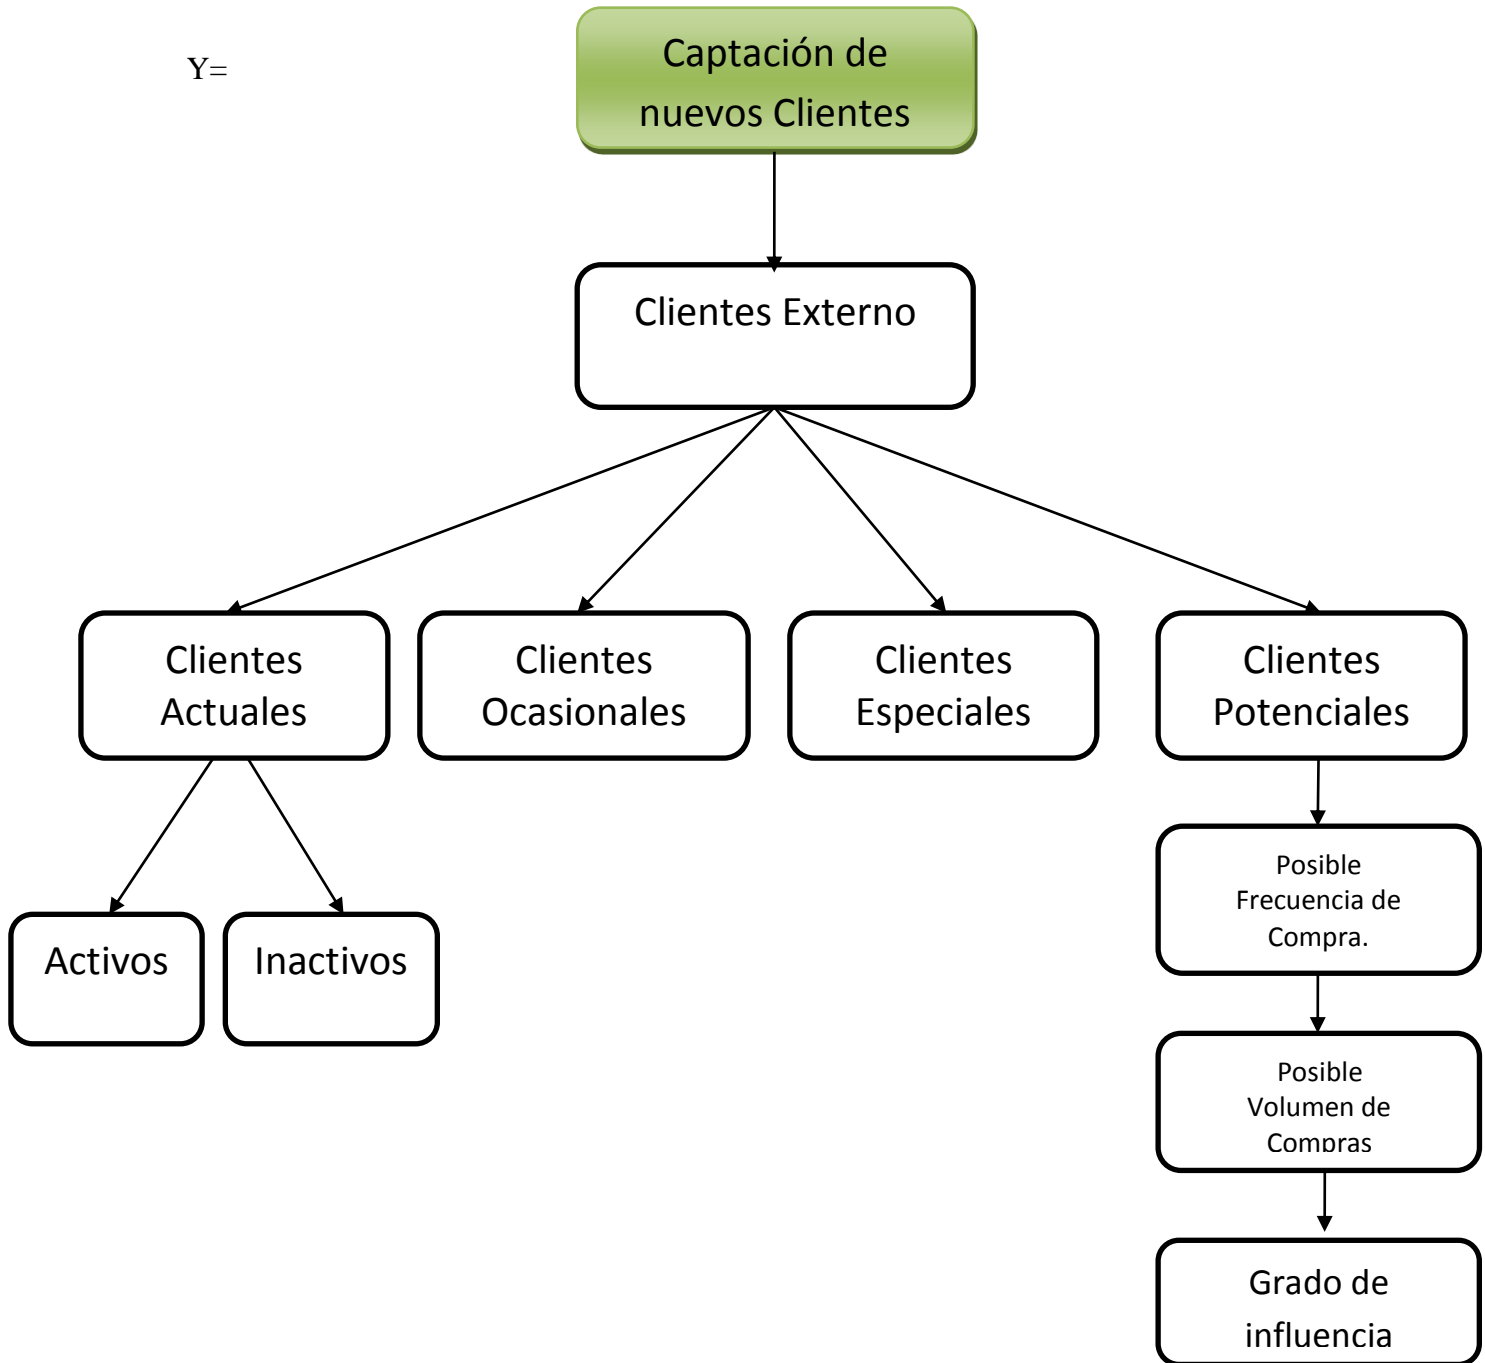 Y=
Captación de
nuevos Clientes
Clientes Externo
Clientes
Actuales
Clientes
Ocasionales
Clientes
Especiales
Clientes
Potenciales
Activos
Inactivos
Posible
Frecuencia de
Compra.
Posible
Volumen de
Compras
Grado de
influencia